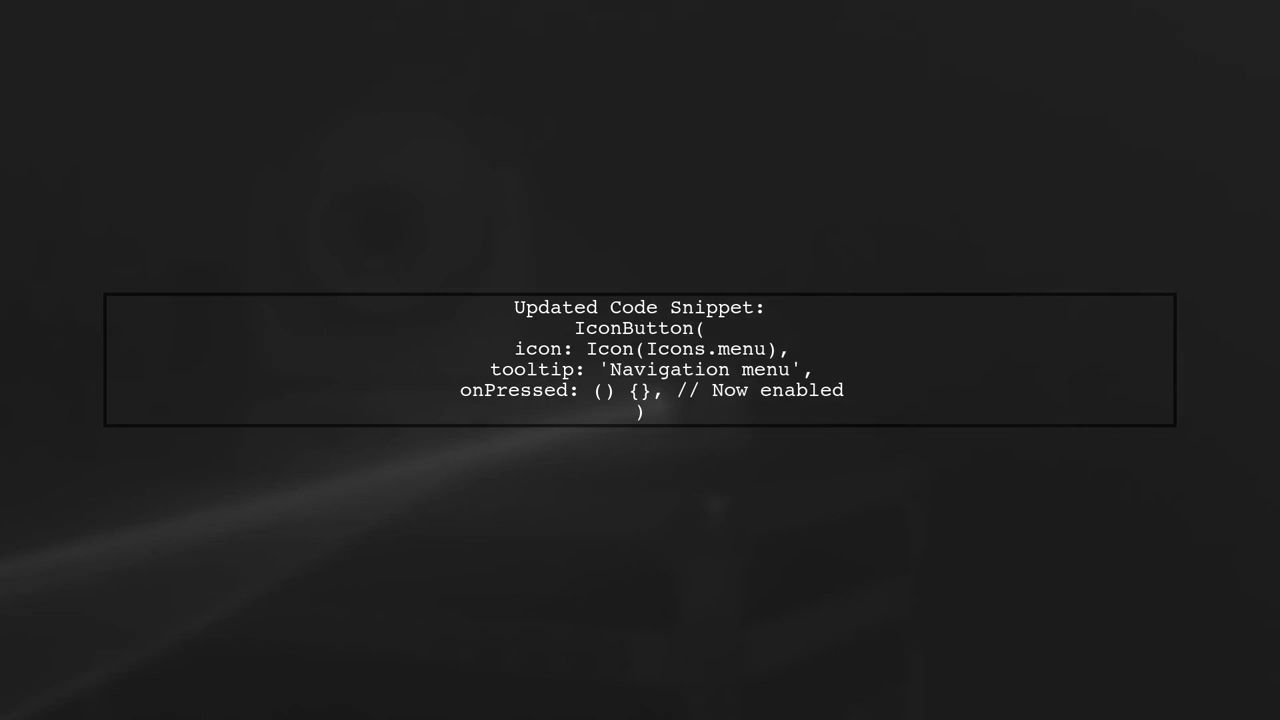 Updated Code Snippet:
IconButton(
icon: Icon(Icons.menu),
tooltip: 'Navigation menu',
onPressed: () {}, // Now enabled
)